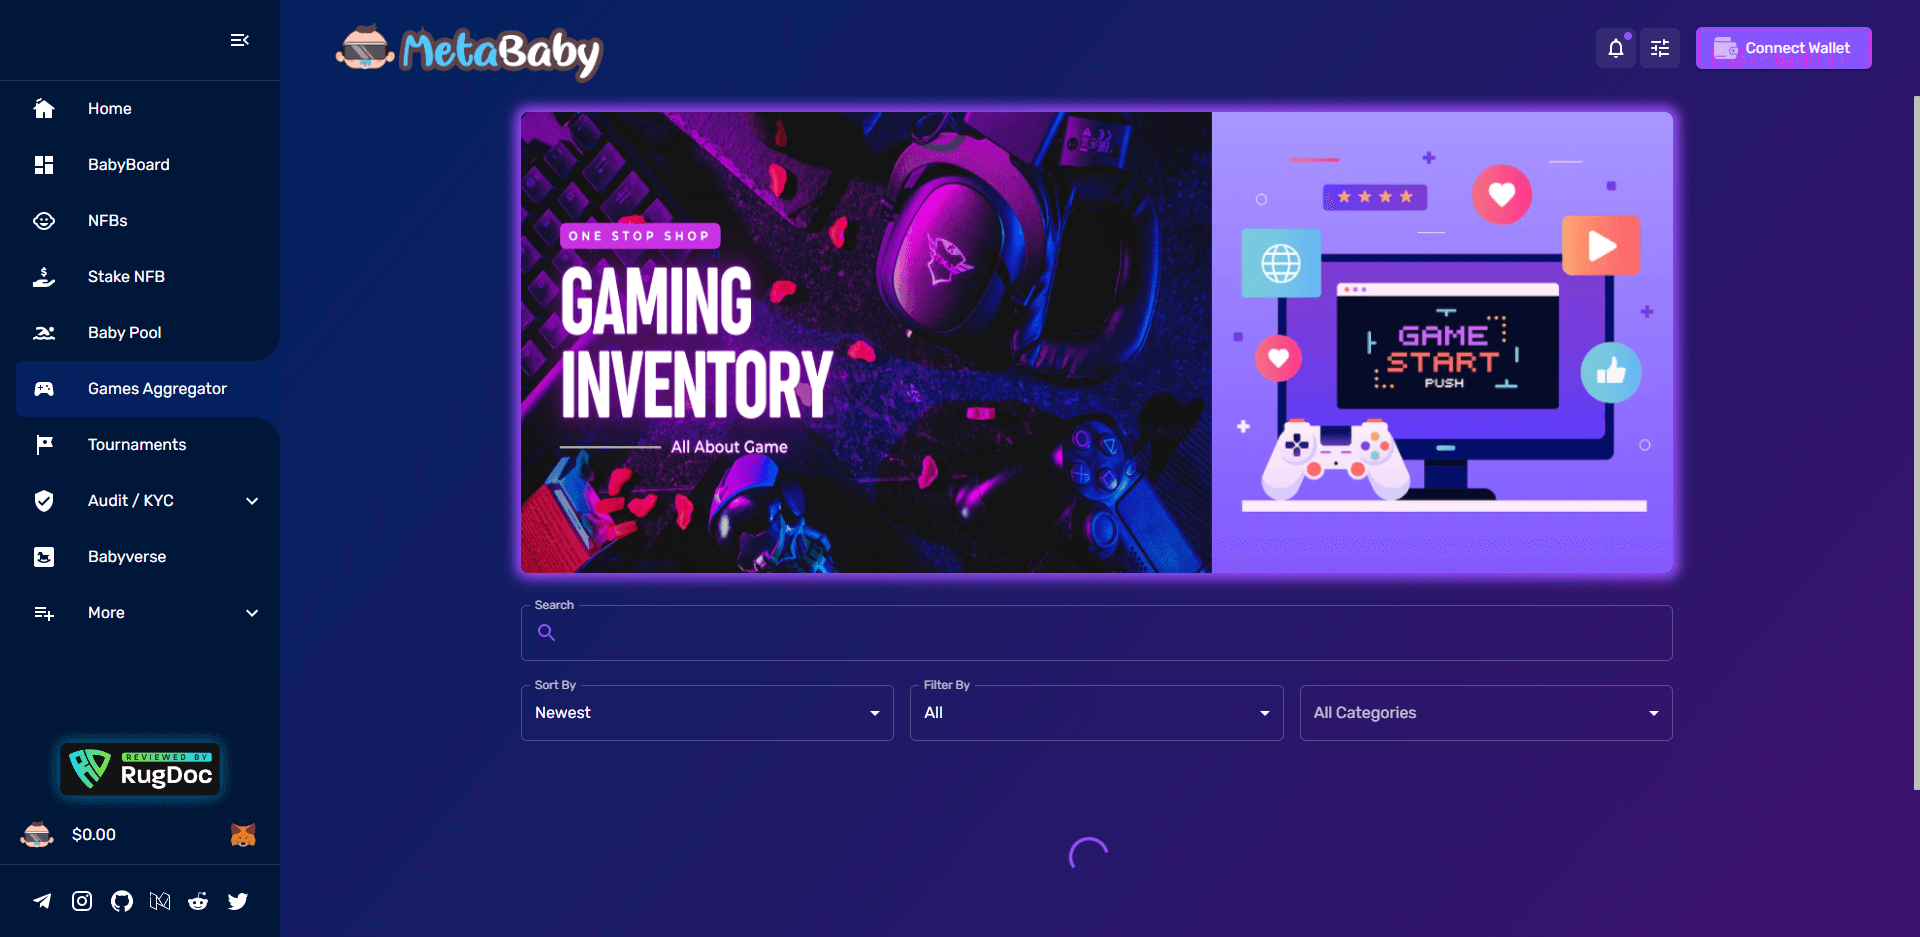 Home
BabyBoard
NFBs
Stake NFB
Baby Pool
Games Aggregator
Tournaments
Audit / KYC
Babyverse
More
REVIEWED BY
RugDoc
$0.00
MetaBaby
Connect Wallet
ONE STOP SHOP
GAMING
INVENTORY
All About Game
GAME
START
PUSH
Search
Sort By
Newest
Filter By
All
All Categories